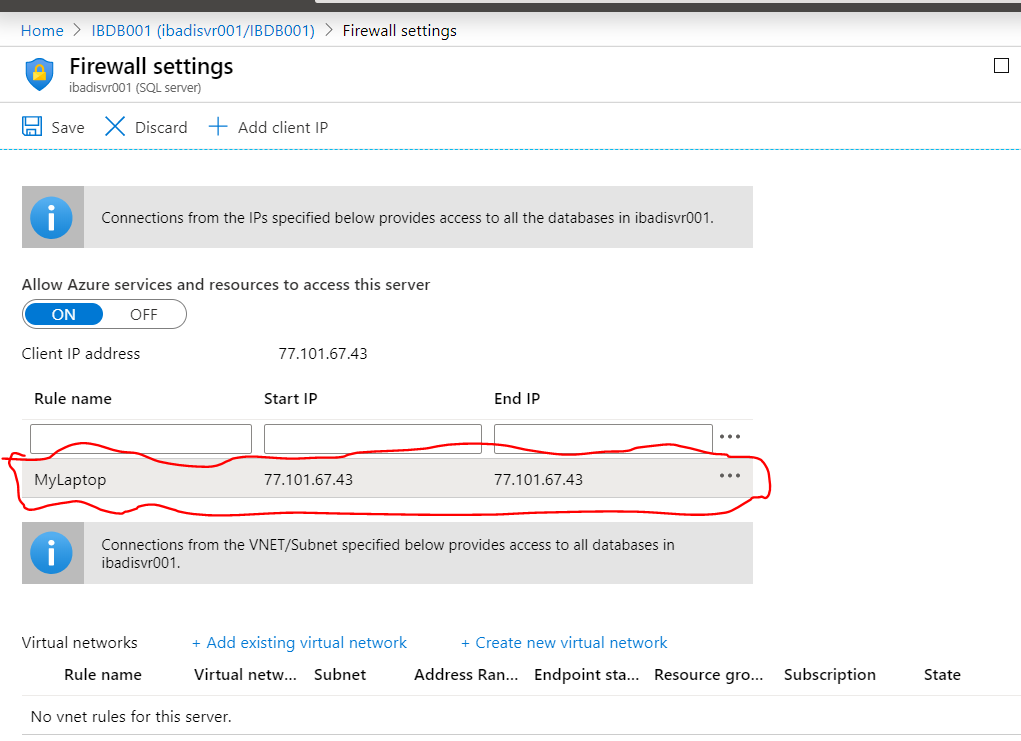 Home > IBDB001 (ibadisvr001/IBDB001) > Firewall settings
Firewall settings
ibadisvr001 (SQL server)
Save Discard Add client IP
Connections from the IPs specified below provides access to all the databases in ibadisvr001.
Allow Azure services and resources to access this server
ON OFF
Client IP address 77.101.67.43
Rule name Start IP End IP
MyLaptop 77.101.67.43 77.101.67.43
Connections from the VNET/Subnet specified below provides access to all databases in
ibadisvr001.
Virtual networks + Add existing virtual network + Create new virtual network
Rule name Virtual netw... Subnet Address Ran... Endpoint sta... Resource gro... Subscription State
No vnet rules for this server.